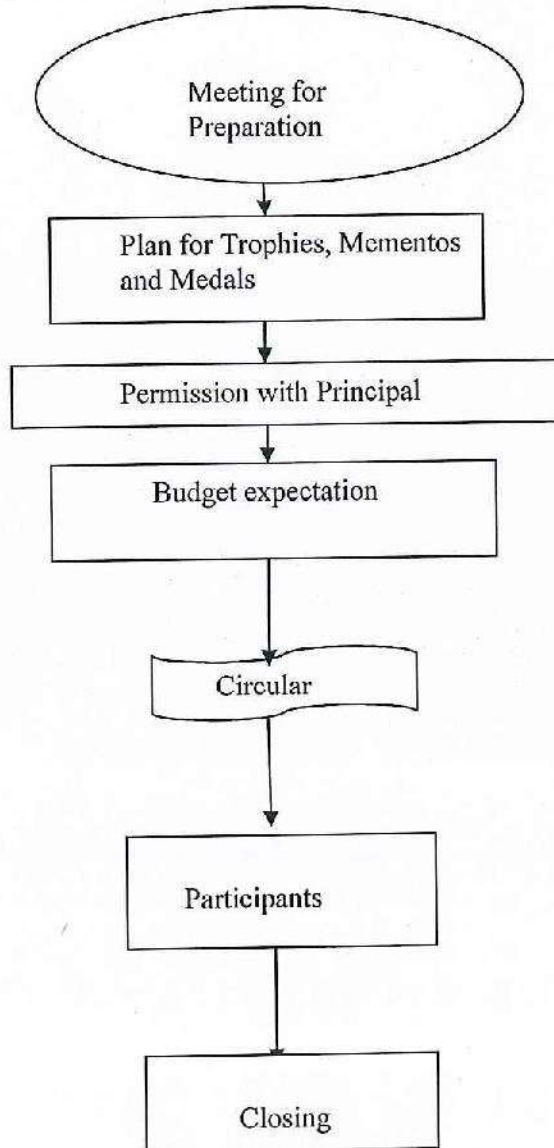 Meeting for
Preparation
Plan for Trophies, Mementos
and Medals
Permission with Principal
Budget expectation
Circular
Participants
Closing